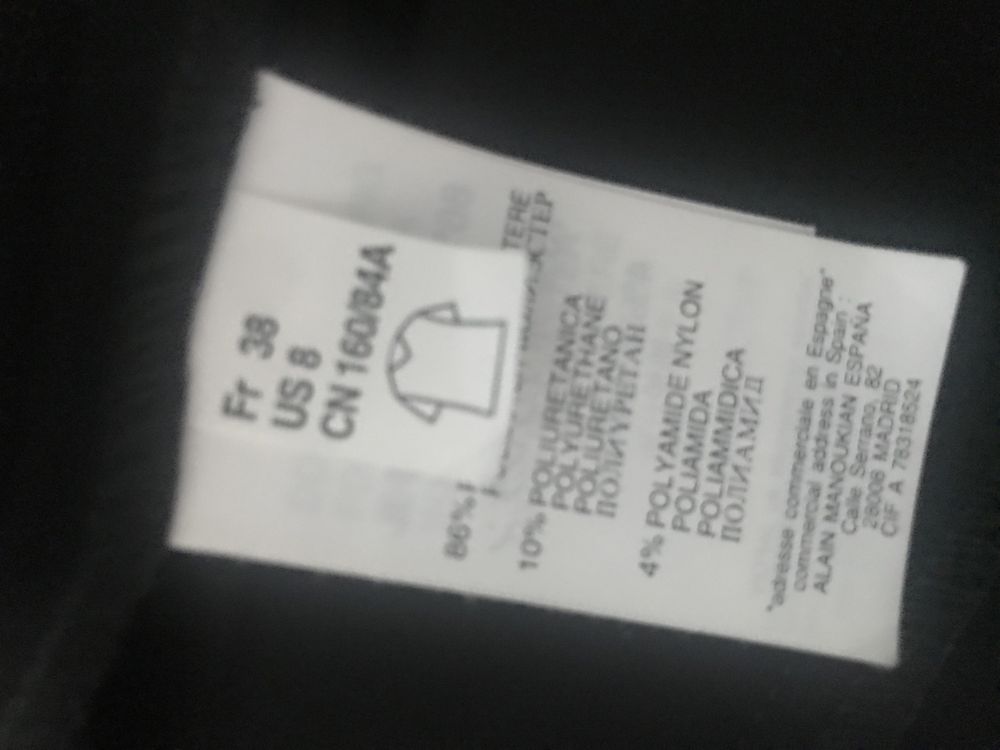 Fr 38
US 8
CN 160/84A
86%
TERE
10% POLIURETANICA
POLYURETHANE
POLIURETANO
ПОЛИУРЕТАН
4% POLYAMIDE NYLON
POLIAMIDA
POLIAMMIDICA
ПОЛИАМИД
*adresse commerciale en Espagne*
commercial address in Spain :
ALAIN MANOUKIAN ESPAÑA
Calle Serrano, 82
28006 MADRID
CIF A 78318524